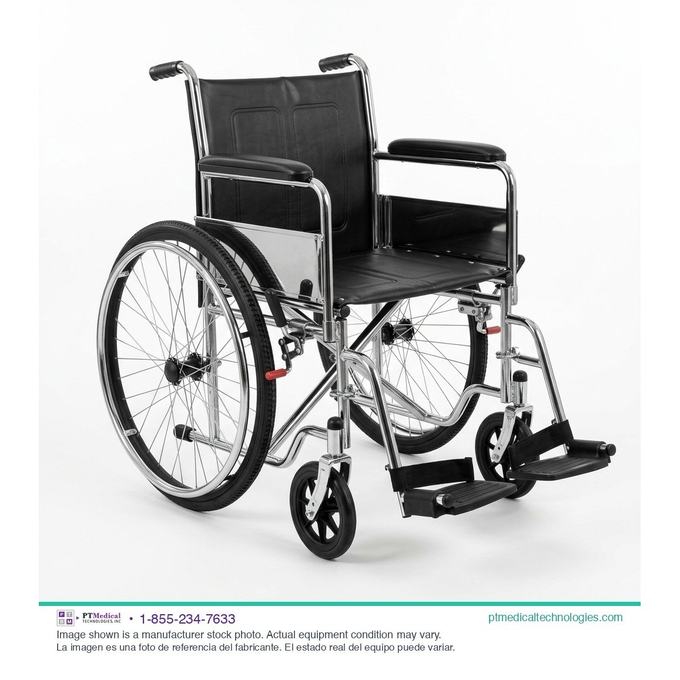 PTMedical • 1-855-234-7633 ptmedicaltechnologies.com
TECHNOLOGIES, INC
Image shown is a manufacturer stock photo. Actual equipment condition may vary.
La imagen es una foto de referencia del fabricante. El estado real del equipo puede variar.